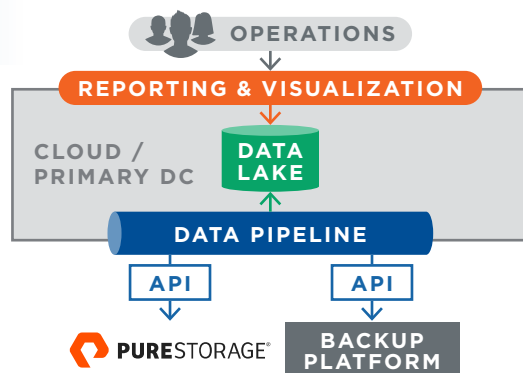 OPERATIONS
REPORTING & VISUALIZATION
CLOUD /
PRIMARY DC
DATA
LAKE
DATA PIPELINE
API
API
PURESTORAGE®
BACKUP
PLATFORM